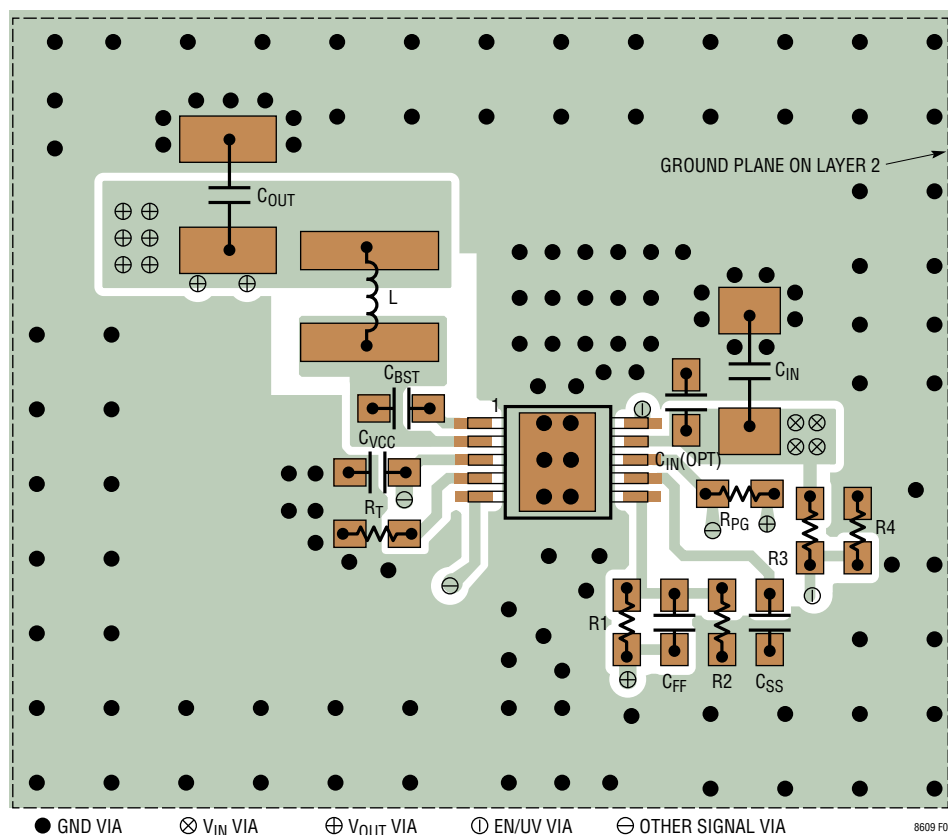 GROUND PLANE ON LAYER 2
COUT
L
CBST
1
CIN
CVCC
CIN(OPT)
RT
RPG
R3
R4
R1
CFF
R2
CSS
GND VIA
VIN VIA
VOUT VIA
EN/UV VIA
OTHER SIGNAL VIA
8609 F0